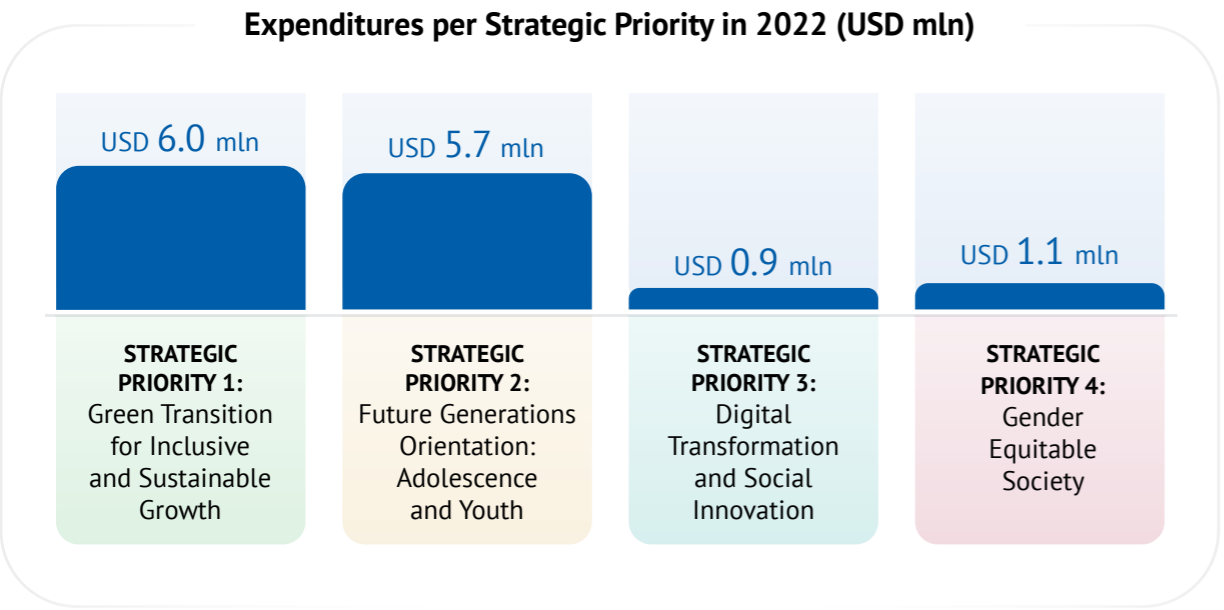 Expenditures per Strategic Priority in 2022 (USD mln)
USD 6.0 mln
USD 5.7 mln
USD 0.9 mln
USD 1.1 mln
STRATEGIC
PRIORITY 1:
Green Transition
for Inclusive
and Sustainable
Growth
STRATEGIC
PRIORITY 2:
Future Generations
Orientation:
Adolescence
and Youth
STRATEGIC
PRIORITY 3:
Digital
Transformation
and Social
Innovation
STRATEGIC
PRIORITY 4:
Gender
Equitable
Society